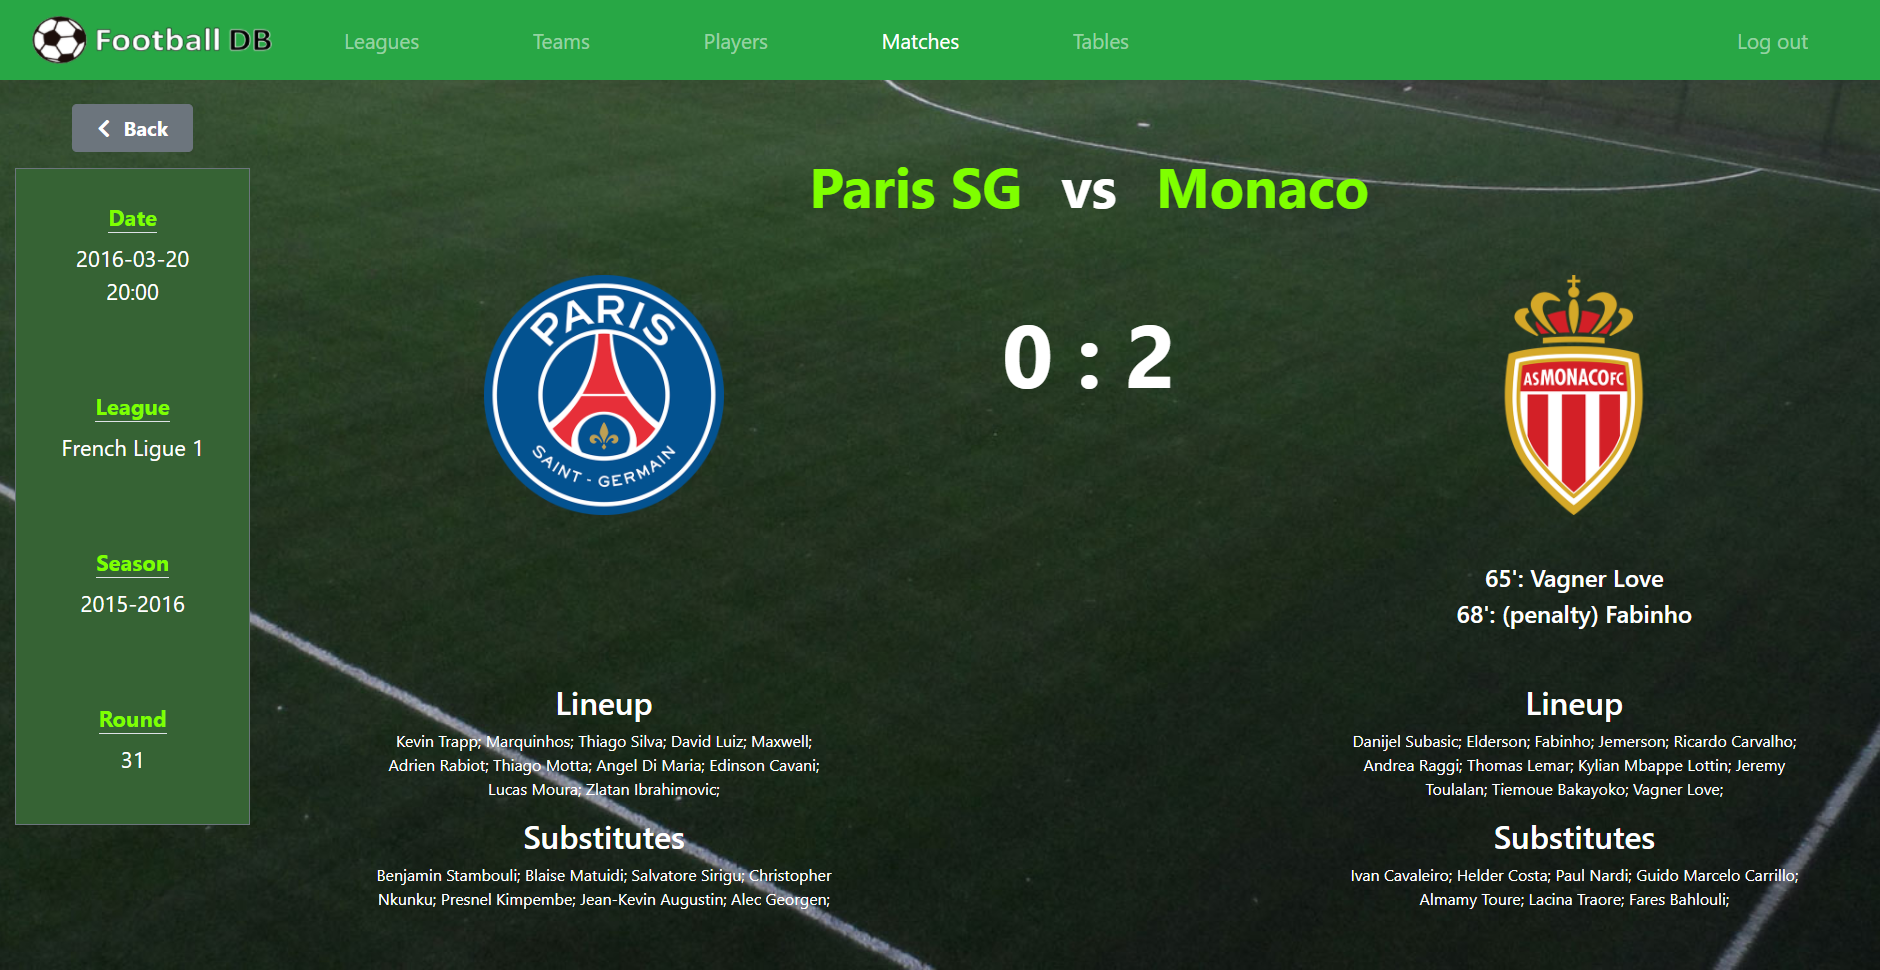 Football DB
Leagues
Teams
Players
Matches
Tables
Log out
Back
Date
2016-03-20
20:00
League
French Ligue 1
Season
2015-2016
Round
31
Paris SG vs Monaco
PARIS
SAINT - GERMAIN
0 : 2
AS MONACO FC
65': Vagner Love
68': (penalty) Fabinho
Lineup
Kevin Trapp; Marquinhos; Thiago Silva; David Luiz; Maxwell;
Adrien Rabiot; Thiago Motta; Angel Di Maria; Edinson Cavani;
Lucas Moura; Zlatan Ibrahimovic;
Substitutes
Benjamin Stambouli; Blaise Matuidi; Salvatore Sirigu; Christopher
Nkunku; Presnel Kimpembe; Jean-Kevin Augustin; Alec Georgen;
Lineup
Danijel Subasic; Elderson; Fabinho; Jemerson; Ricardo Carvalho;
Andrea Raggi; Thomas Lemar; Kylian Mbappe Lottin; Jeremy
Toulalan; Tiemoue Bakayoko; Vagner Love;
Substitutes
Ivan Cavaleiro; Helder Costa; Paul Nardi; Guido Marcelo Carrillo;
Almamy Toure; Lacina Traore; Fares Bahlouli;